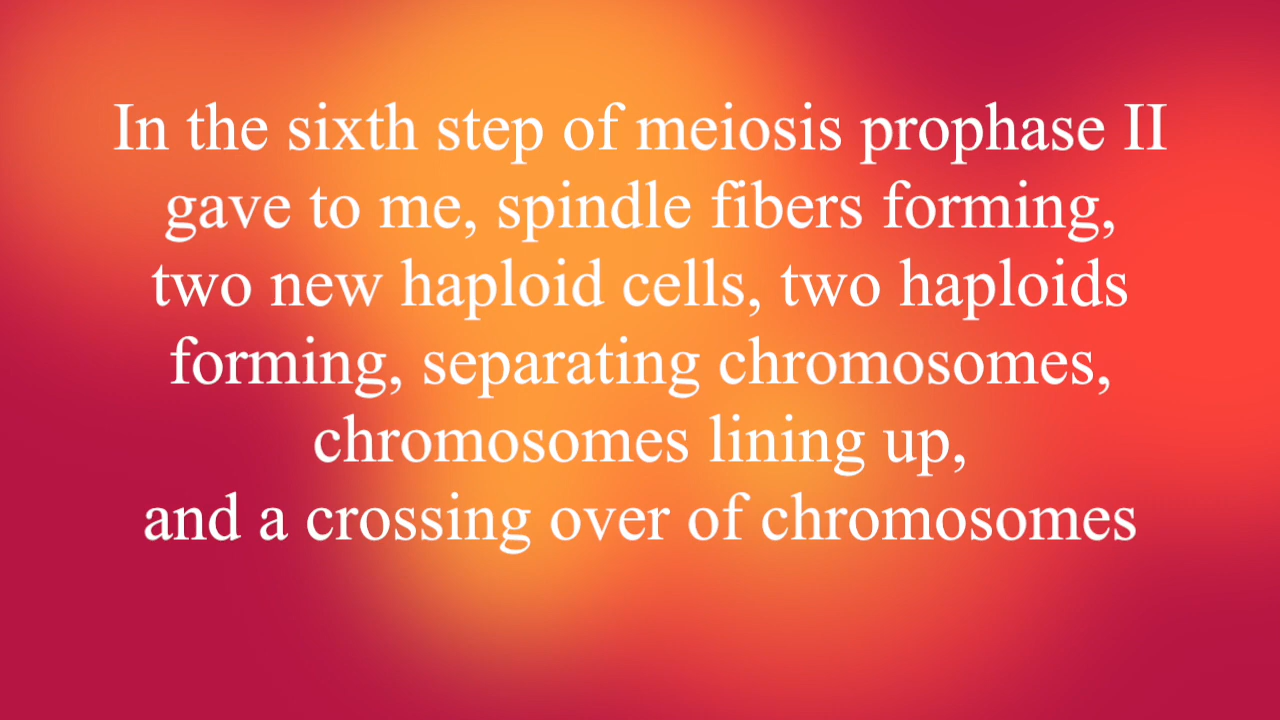 In the sixth step of meiosis prophase II
gave to me, spindle fibers forming,
two new haploid cells, two haploids
forming, separating chromosomes,
chromosomes lining up,
and a crossing over of chromosomes